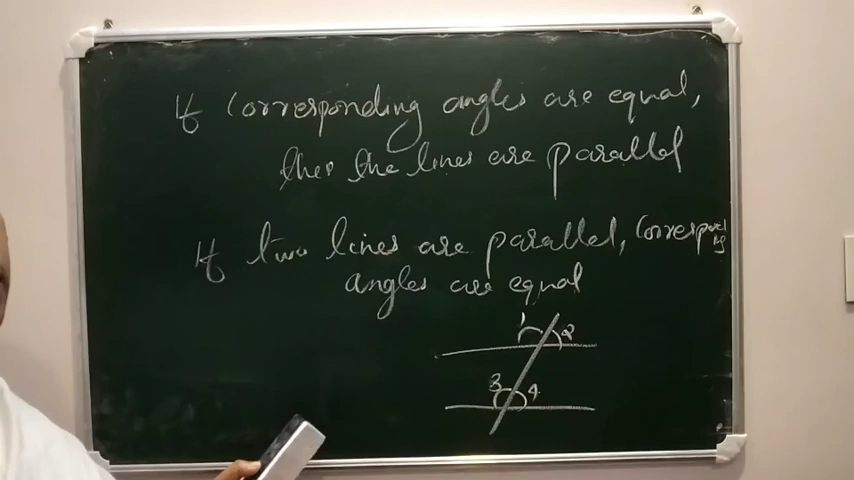 If Corresponding angles are equal,
then the lines are parallel
If two lines are parallel, Corresponding
angles are equal
1 2
3 4